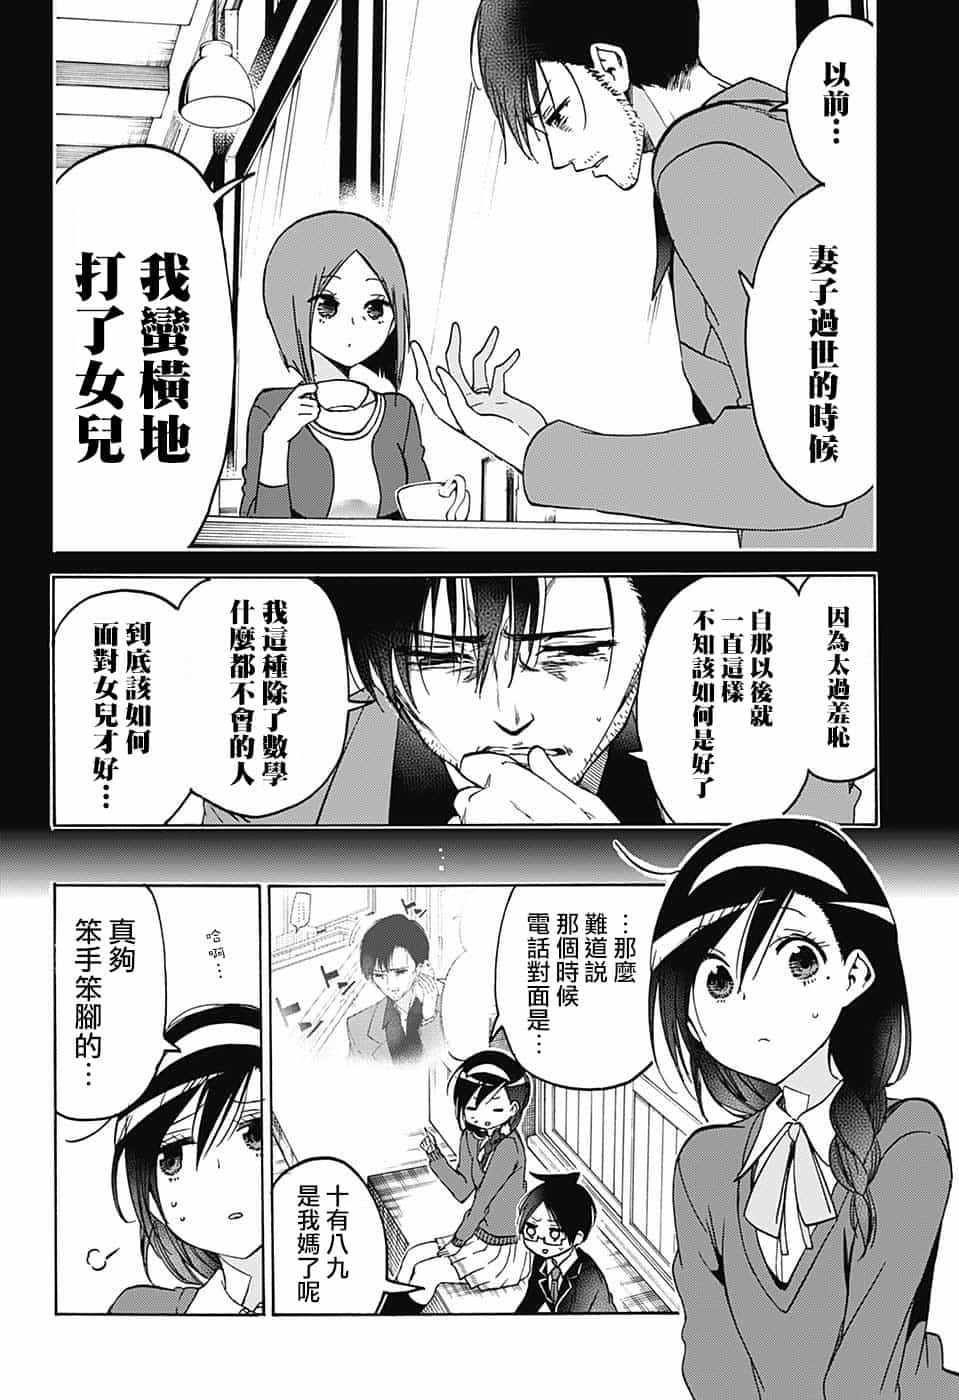 以前…
妻子過世的時候
我蠻橫地
打了女兒
因為太過羞恥
自那以後就
一直這樣
不知該如何是好了
我這種除了數學
什麼都不會的人
到底該如何
面對女兒才好…
…
…那麼
難道說
那個時候
電話對面是…
十有八九
是我媽了呢
哈啊…
真夠
笨手笨腳的…